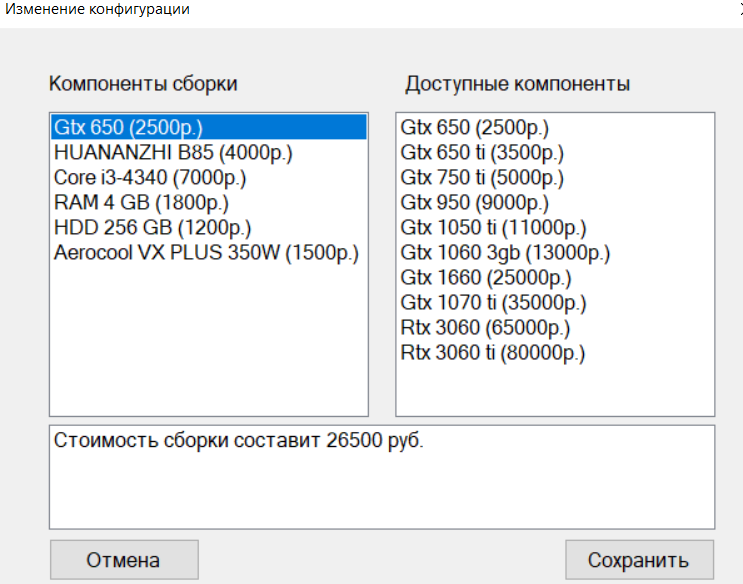 Изменение конфигурации
Компоненты сборки
Gtx 650 (2500р.)
HUANANZHI B85 (4000р.)
Core i3-4340 (7000р.)
RAM 4 GB (1800р.)
HDD 256 GB (1200р.)
Aerocool VX PLUS 350W (1500р.)
Доступные компоненты
Gtx 650 (2500р.)
Gtx 650 ti (3500р.)
Gtx 750 ti (5000р.)
Gtx 950 (9000р.)
Gtx 1050 ti (11000р.)
Gtx 1060 3gb (13000р.)
Gtx 1660 (25000р.)
Gtx 1070 ti (35000р.)
Rtx 3060 (65000р.)
Rtx 3060 ti (80000р.)
Стоимость сборки составит 26500 руб.
Отмена
Сохранить